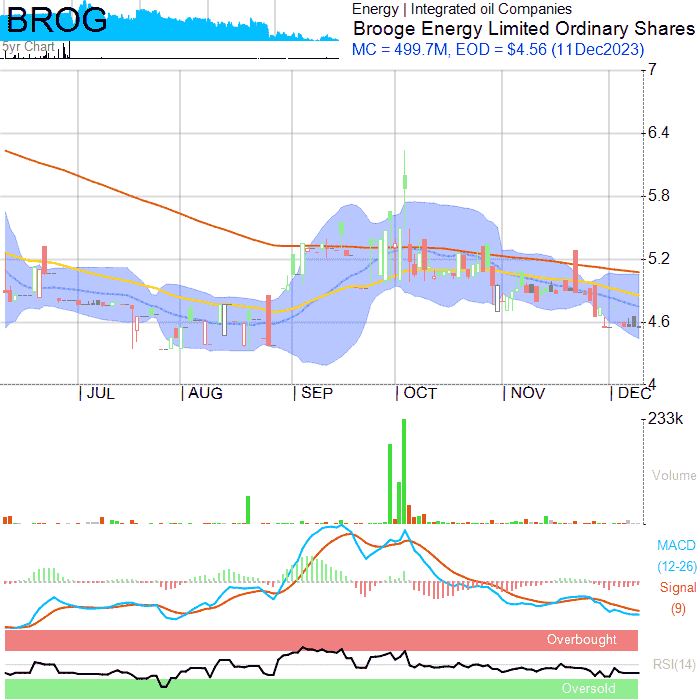 BROG
5yr Chart
Energy | Integrated oil Companies
Brooge Energy Limited Ordinary Shares
MC = 499.7M, EOD = $4.56 (11Dec2023)
7
6.4
5.8
5.2
4.6
4
| JUL | AUG | SEP | OCT | NOV | DEC
233k
Volume
MACD
(12-26)
Signal
(9)
Overbought
RSI(14)
Oversold